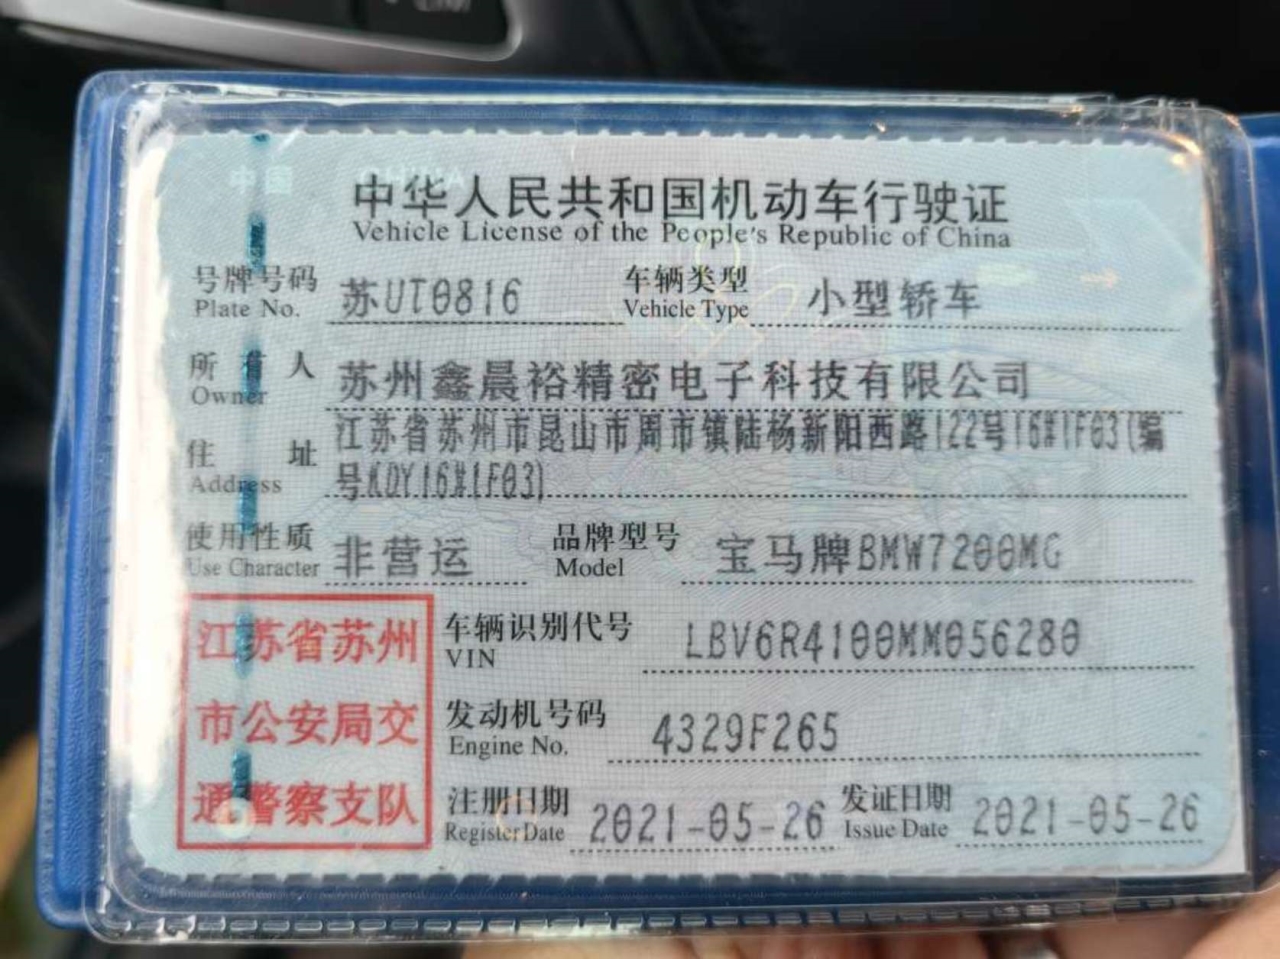 中国 CHINA
中华人民共和国机动车行驶证
Vehicle License of the People's Republic of China
号牌号码 苏UT0816 车辆类型 小型轿车
Plate No. Vehicle Type
所有人 苏州鑫晨裕精密电子科技有限公司
Owner
江苏省苏州市昆山市周市镇陆杨新阳西路122号16#1F03(编
住址 号KDY16#1F03)
Address
使用性质 非营运 品牌型号 宝马牌BMW7200MG
Use Character Model
江苏省苏州
市公安局交
通警察支队
车辆识别代号 LBV6R4100MM056280
VIN
发动机号码 4329F265
Engine No.
注册日期 2021-05-26 发证日期 2021-05-26
Register Date Issue Date